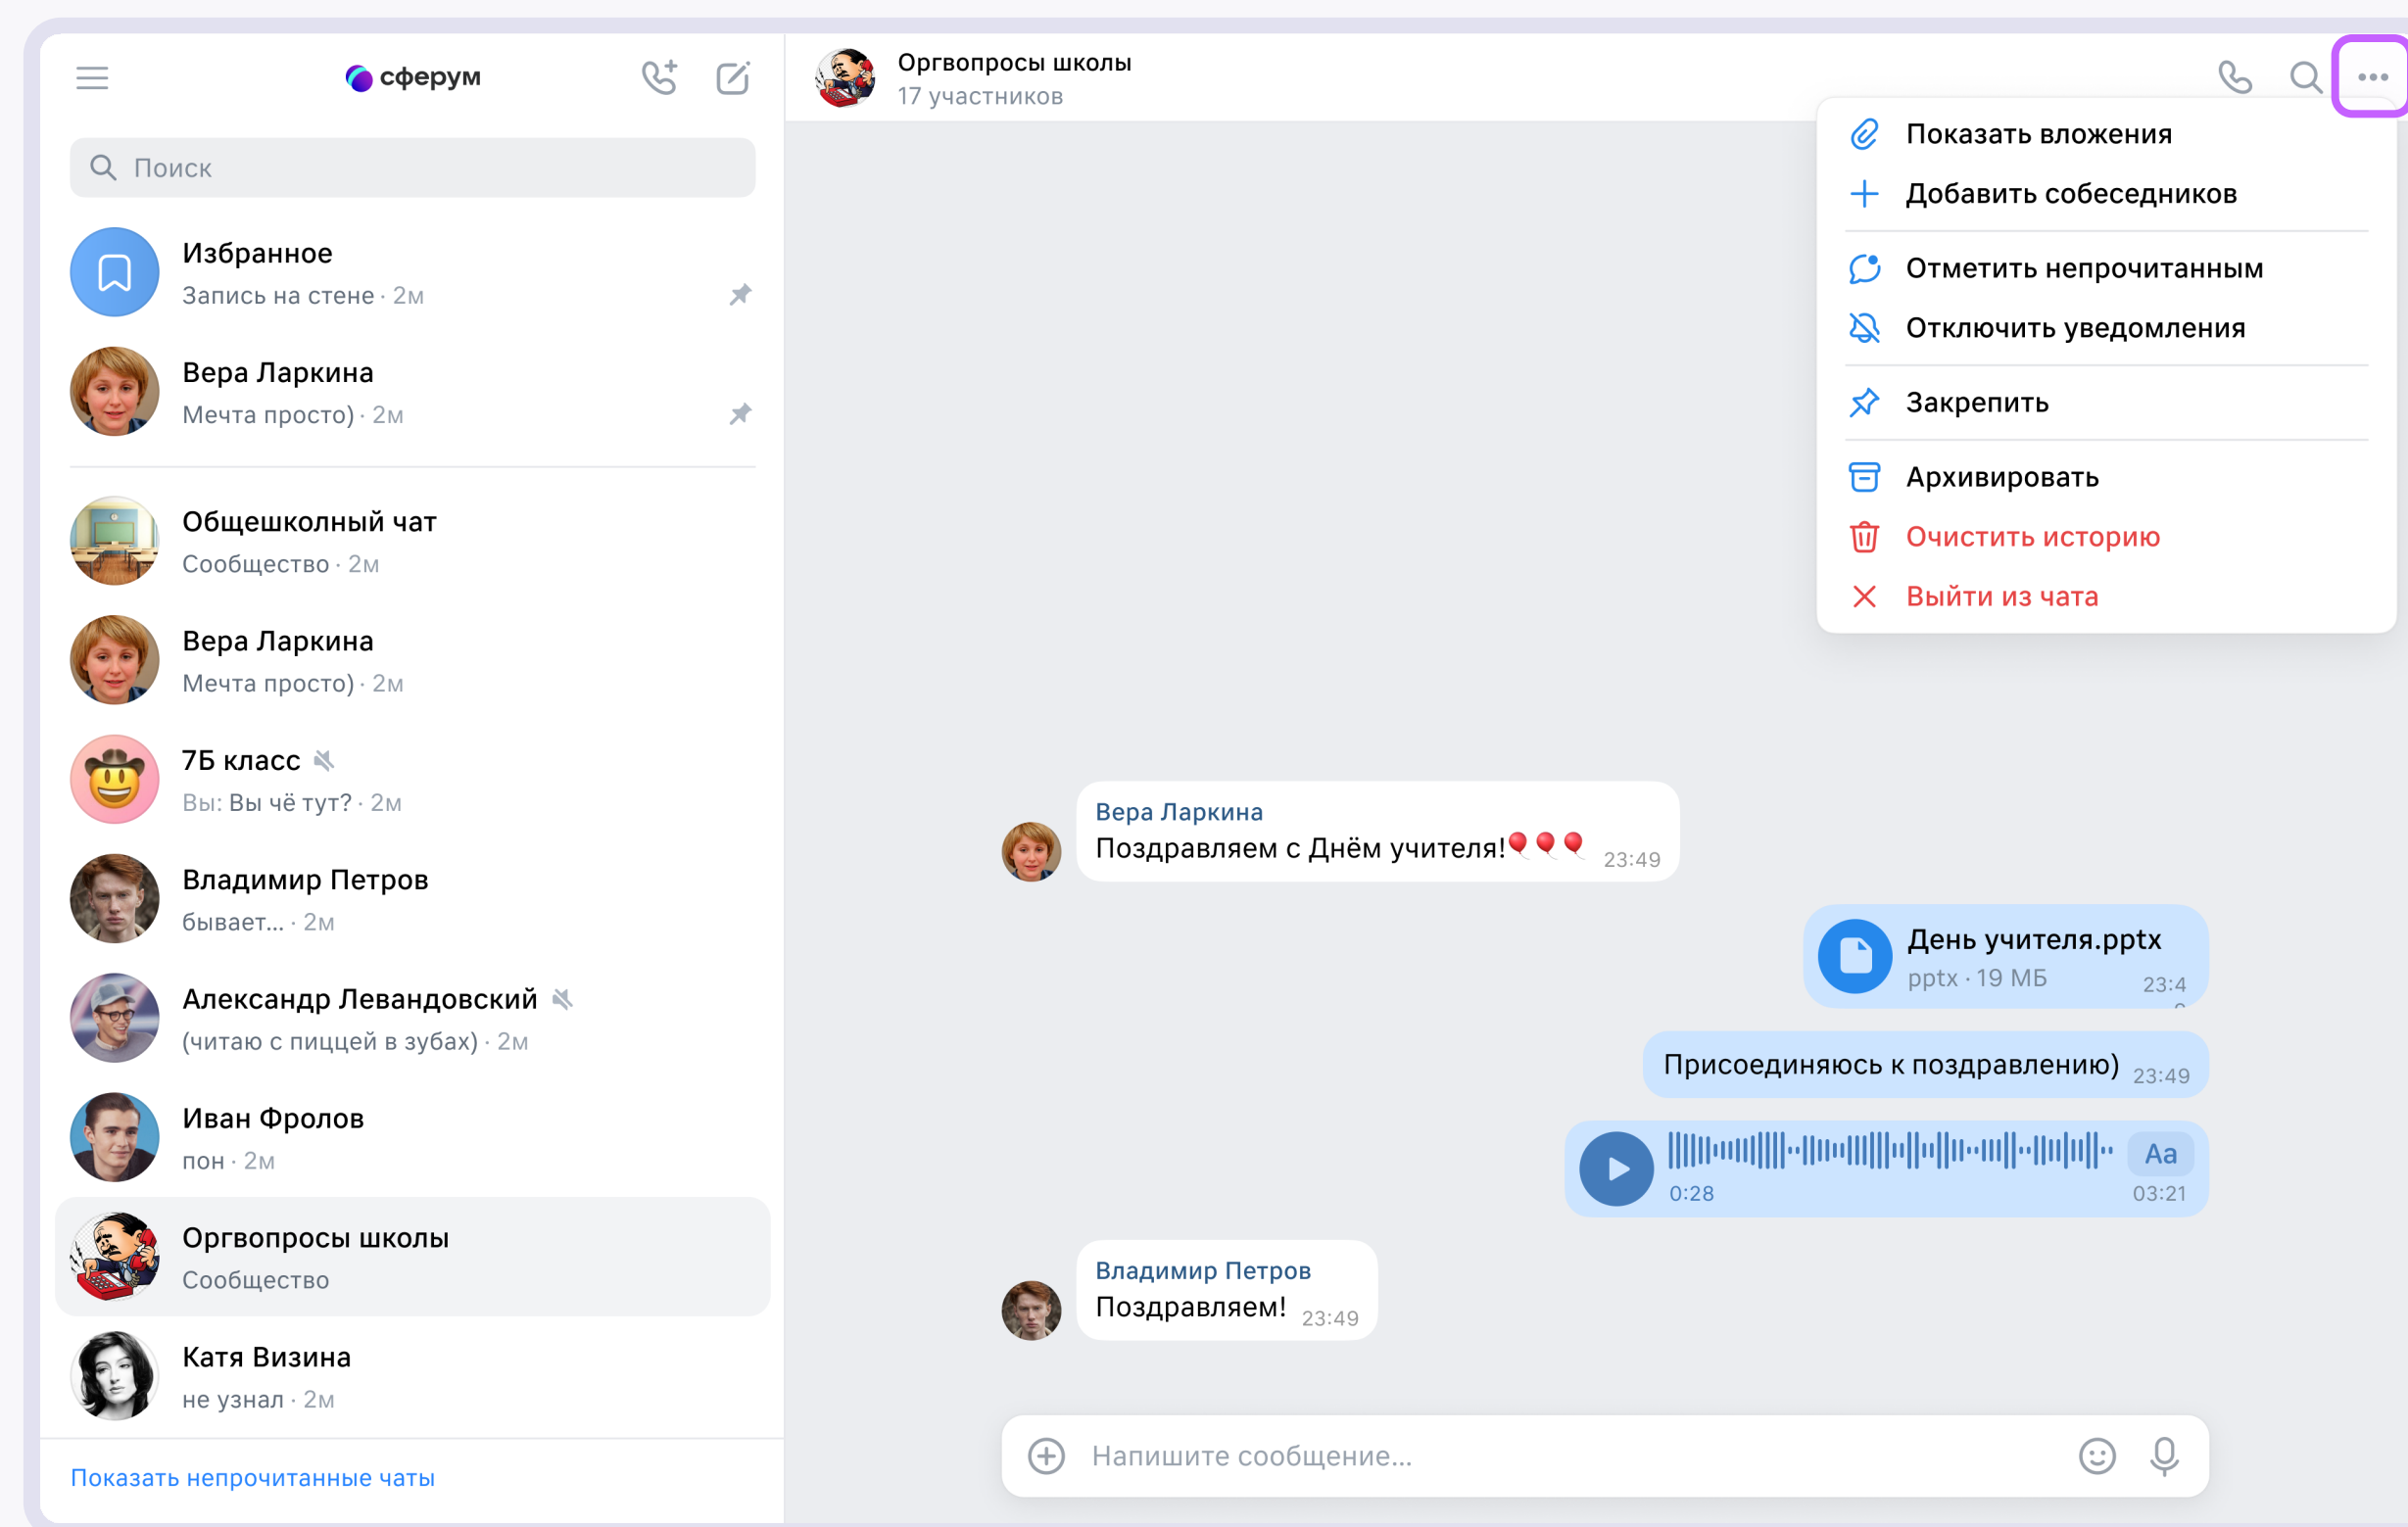 сферум
Поиск
Избранное
Запись на стене · 2м
Вера Ларкина
Мечта просто) · 2м
Общешколный чат
Сообщество · 2м
Вера Ларкина
Мечта просто) · 2м
7Б класс
Вы: Вы чё тут? · 2м
Владимир Петров
бывает... · 2м
Александр Левандовский
(читаю с пиццей в зубах) · 2м
Иван Фролов
пон · 2м
Оргвопросы школы
Сообщество
Катя Визина
не узнал · 2м
Показать непрочитанные чаты
Оргвопросы школы
17 участников
Показать вложения
Добавить собеседников
Отметить непрочитанным
Отключить уведомления
Закрепить
Архивировать
Очистить историю
Выйти из чата
Вера Ларкина
Поздравляем с Днём учителя!🎈🎈🎈 23:49
День учителя.pptx
pptx · 19 МБ 23:4
Присоединяюсь к поздравлению) 23:49
Aa
0:28 03:21
Владимир Петров
Поздравляем! 23:49
Напишите сообщение...